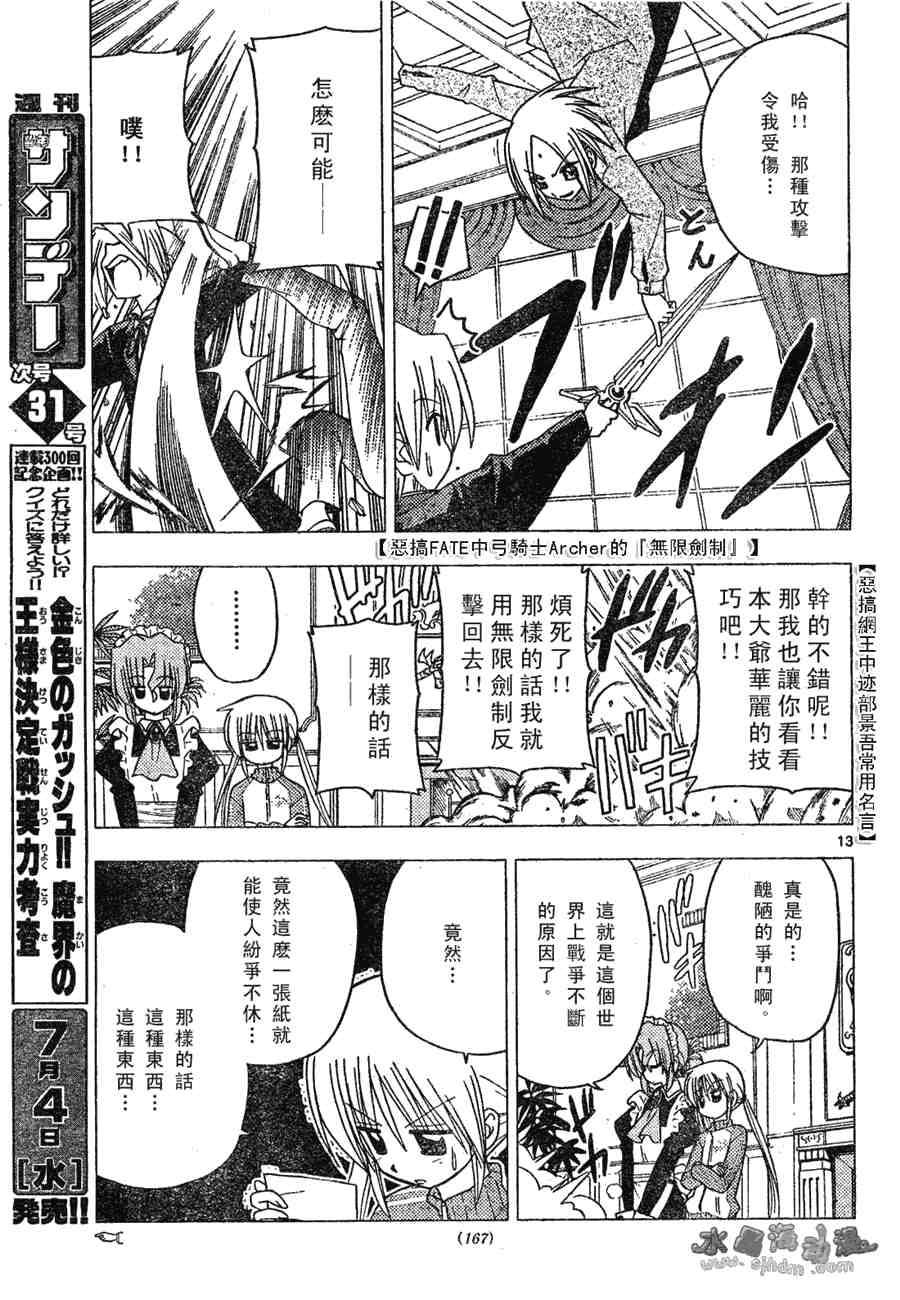 哈!! 那種攻擊
令我受傷…
とん
!!
怎麼可能——
噗!!
【惡搞FATE中弓騎士Archer的『無限劍制』】
幹的不錯呢!!
那我也讓你看看
本大爺華麗的技
巧吧!!
【惡搞網王中迹部景吾常用名言】
煩死了!!
那樣的話我就
用無限劍制反
擊回去!!
那樣的話
——
………
13
真是的…
醜陋的爭鬥啊。
這就是這個世
界上戰爭不斷
的原因了。
竟然…
竟然這麼一張紙就
能使人紛爭不休…
那樣的話
這種東西…
這種東西…
(167)
週刊
サンデー
次号
31
号
連載300回
記念企画!!
どれだけ詳しい!?
クイズに答えよう!!
金色のガッシュ!! 魔界の
王様決定戦実力考査
7月4日
[水]
発売!!
水屬海动漫
www.sjhdm.com